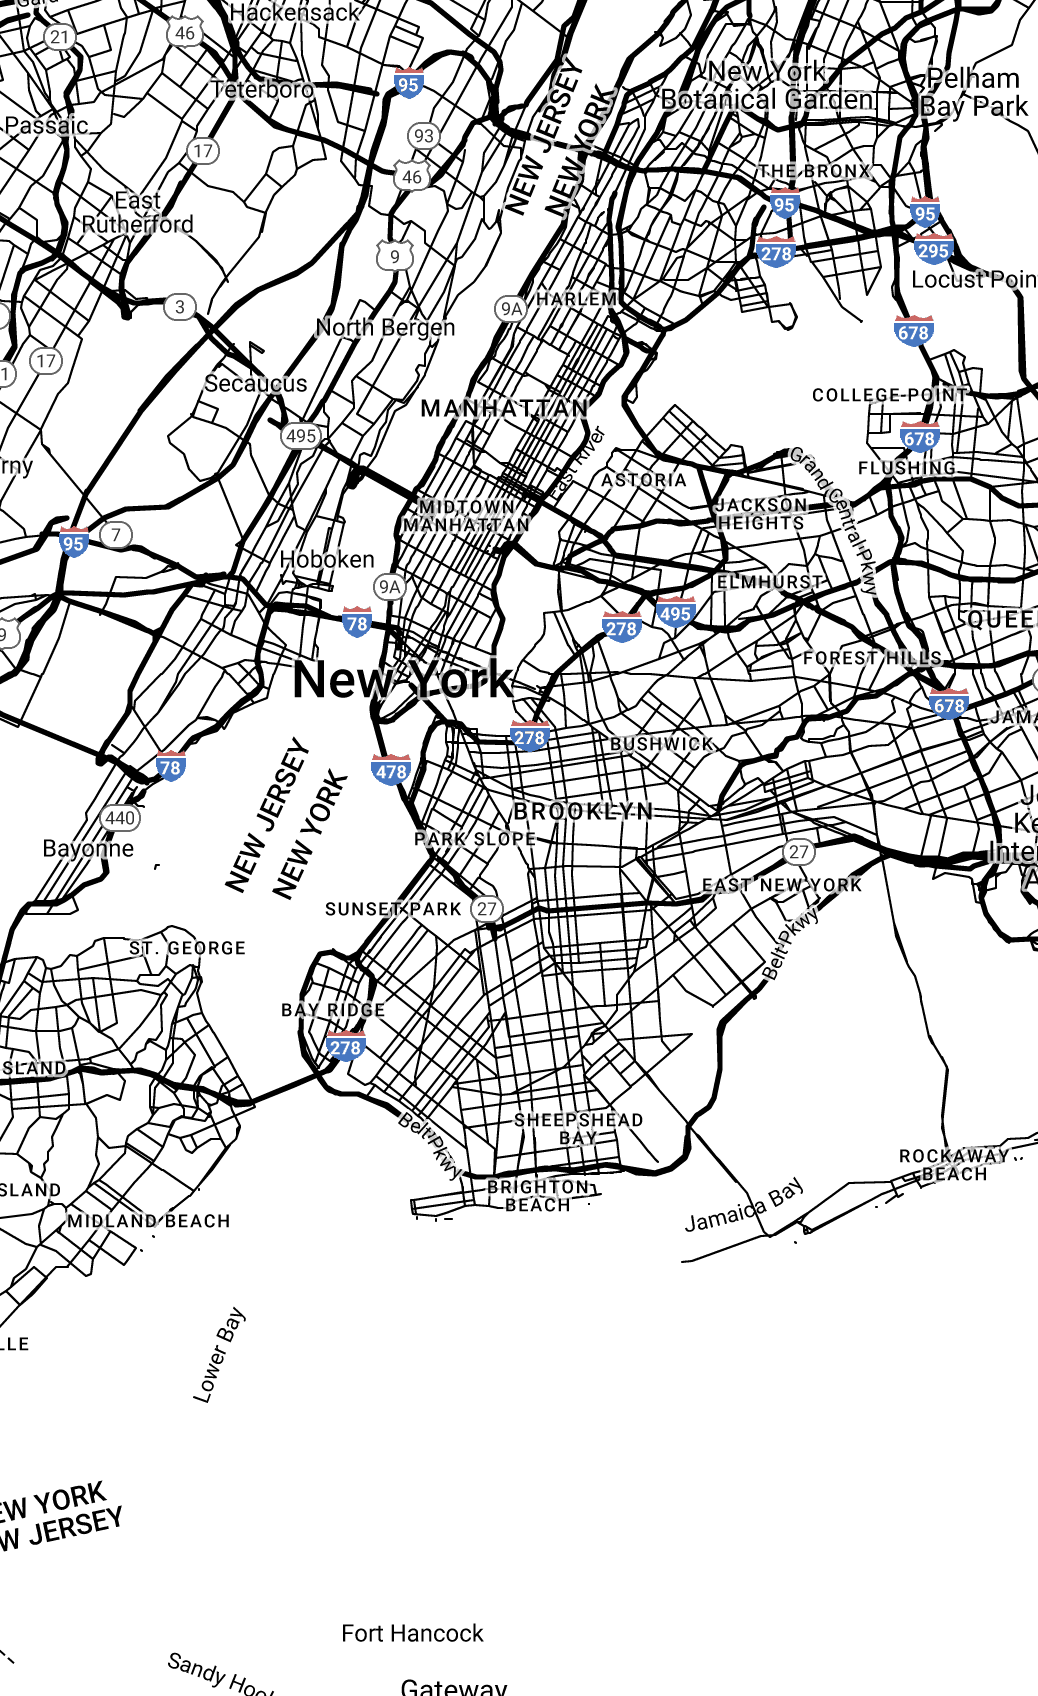 Hackensack
21
46
Teterboro
95
New York
Botanical Garden
Pelham
Bay Park
Passaic
93
17
46
NEW JERSEY
NEW YORK
THE BRONX
East
Rutherford
95
95
9
278
295
Locust Poin
3
9A
HARLEM
North Bergen
678
17
1
Secaucus
COLLEGE POINT
MANHATTAN
495
678
East River
Grand Central Pkwy
rny
ASTORIA
FLUSHING
MIDTOWN
MANHATTAN
JACKSON
HEIGHTS
95
7
Hoboken
9A
ELMHURST
78
278
495
QUEE
9
FOREST HILLS
New York
678
JAMA
278
BUSHWICK
78
478
NEW JERSEY
NEW YORK
440
BROOKLYN
J
Ke
Inte
A
PARK SLOPE
Bayonne
27
EAST NEW YORK
SUNSET PARK
27
Belt Pkwy
ST. GEORGE
BAY RIDGE
278
SLAND
Belt Pkwy
SHEEPSHEAD
BAY
ROCKAWAY
BEACH
SLAND
BRIGHTON
BEACH
Jamaica Bay
MIDLAND BEACH
LLE
Lower Bay
EW YORK
W JERSEY
Fort Hancock
Sandy Hoo
Gateway